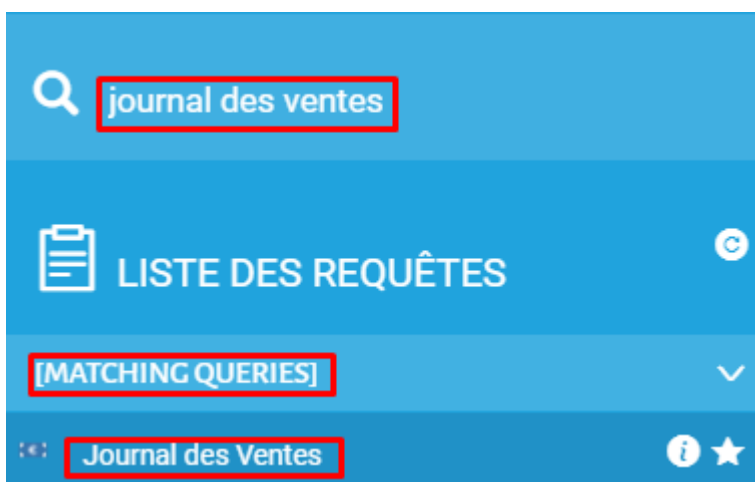 journal des ventes
LISTE DES REQUÊTES
[MATCHING QUERIES]
Journal des Ventes